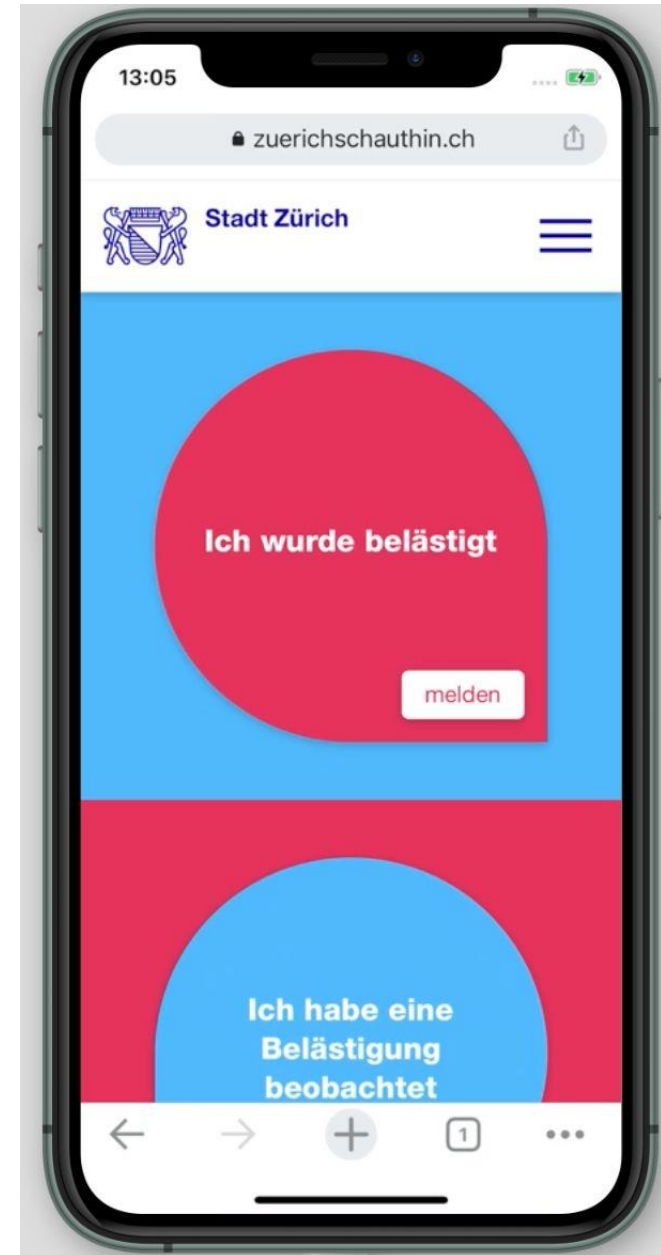 13:05
zuerichschauthin.ch
Stadt Zürich
Ich wurde belästigt
melden
Ich habe eine
Belästigung
beobachtet
1